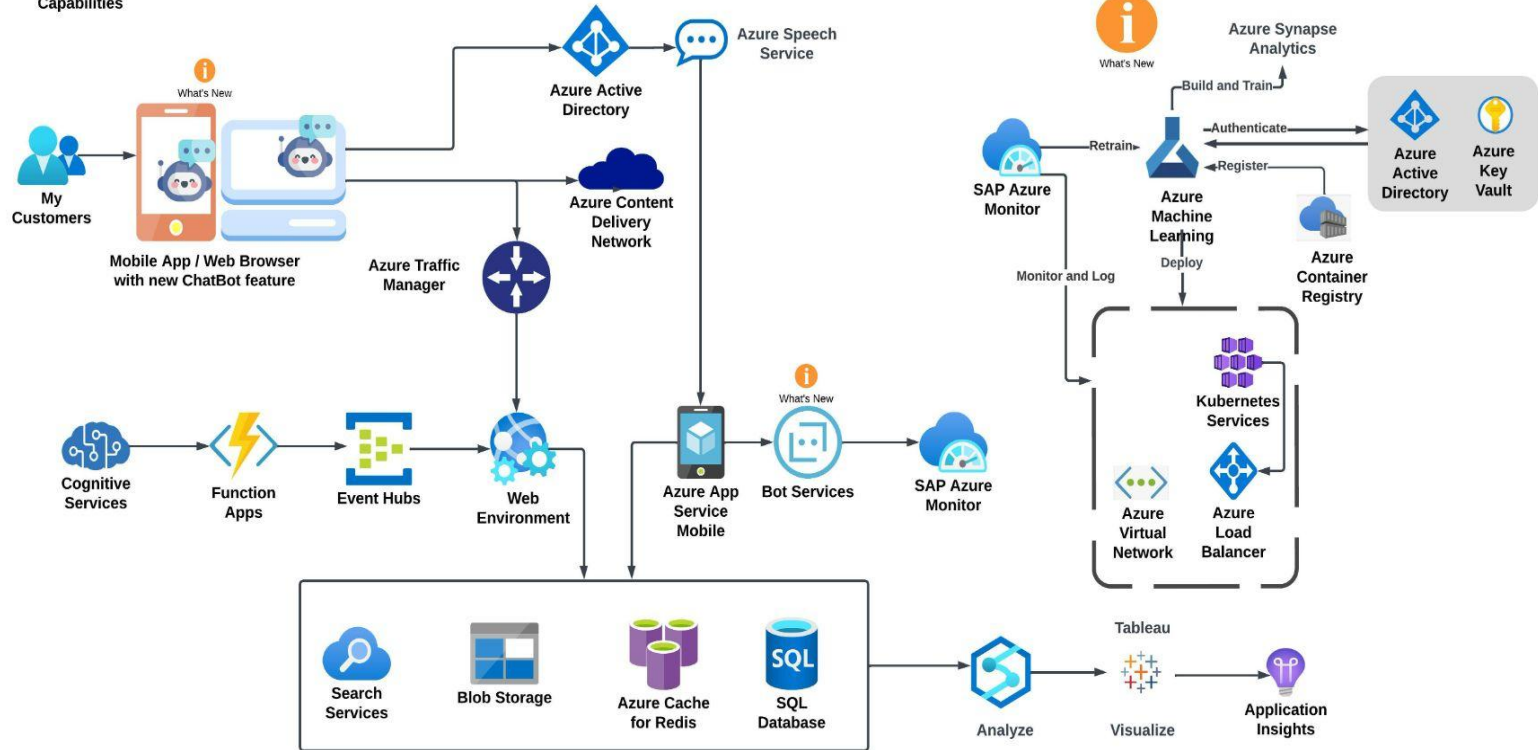 Capabilities
What's New
My
Customers
Mobile App / Web Browser
with new ChatBot feature
Azure Active
Directory
Azure Speech
Service
Azure Content
Delivery
Network
Azure Traffic
Manager
Cognitive
Services
Function
Apps
Event Hubs
Web
Environment
Azure App
Service
Mobile
What's New
Bot Services
SAP Azure
Monitor
Search
Services
Blob Storage
Azure Cache
for Redis
SQL
SQL
Database
Analyze
Tableau
Visualize
Application
Insights
What's New
Azure Synapse
Analytics
Build and Train
SAP Azure
Monitor
Retrain
Azure
Machine
Learning
Authenticate
Register
Azure
Active
Directory
Azure
Key
Vault
Azure
Container
Registry
Monitor and Log
Deploy
Kubernetes
Services
Azure
Virtual
Network
Azure
Load
Balancer